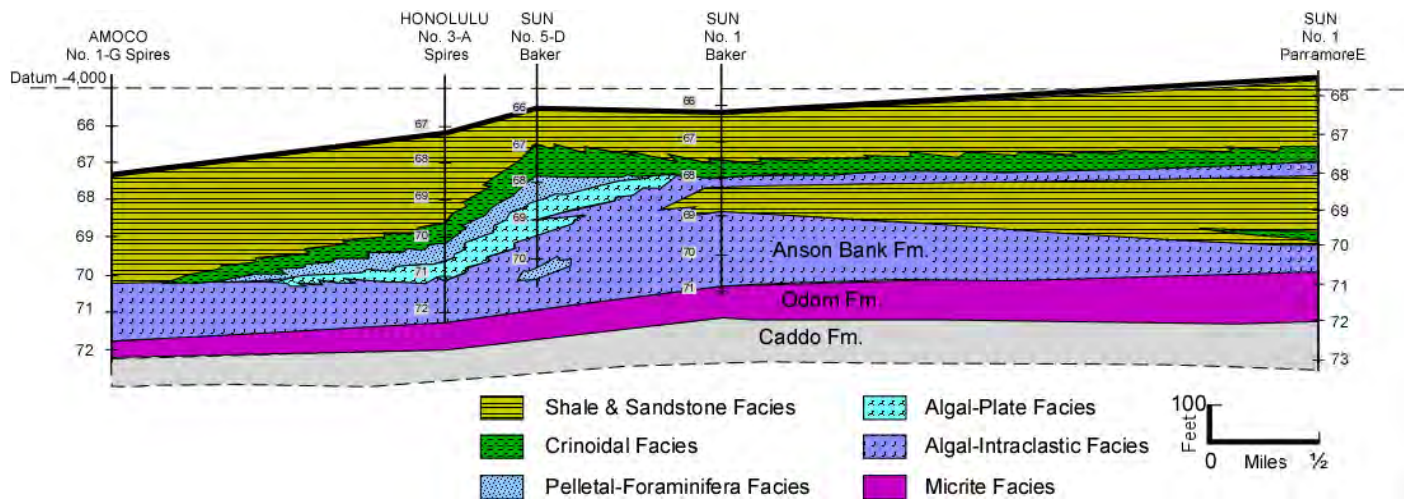 AMOCO
No. 1-G Spires
HONOLULU
No. 3-A
Spires
SUN
No. 5-D
Baker
SUN
No. 1
Baker
SUN
No. 1
ParramoreE
Datum -4,000
66
67
68
69
70
71
72
67
68
69
70
71
72
66
67
68
69
70
66
67
68
69
70
71
66
67
68
69
70
71
72
73
Anson Bank Fm.
Odom Fm.
Caddo Fm.
Shale & Sandstone Facies
Crinoidal Facies
Pelletal-Foraminifera Facies
Algal-Plate Facies
Algal-Intraclastic Facies
Micrite Facies
100
Feet
0 Miles ½